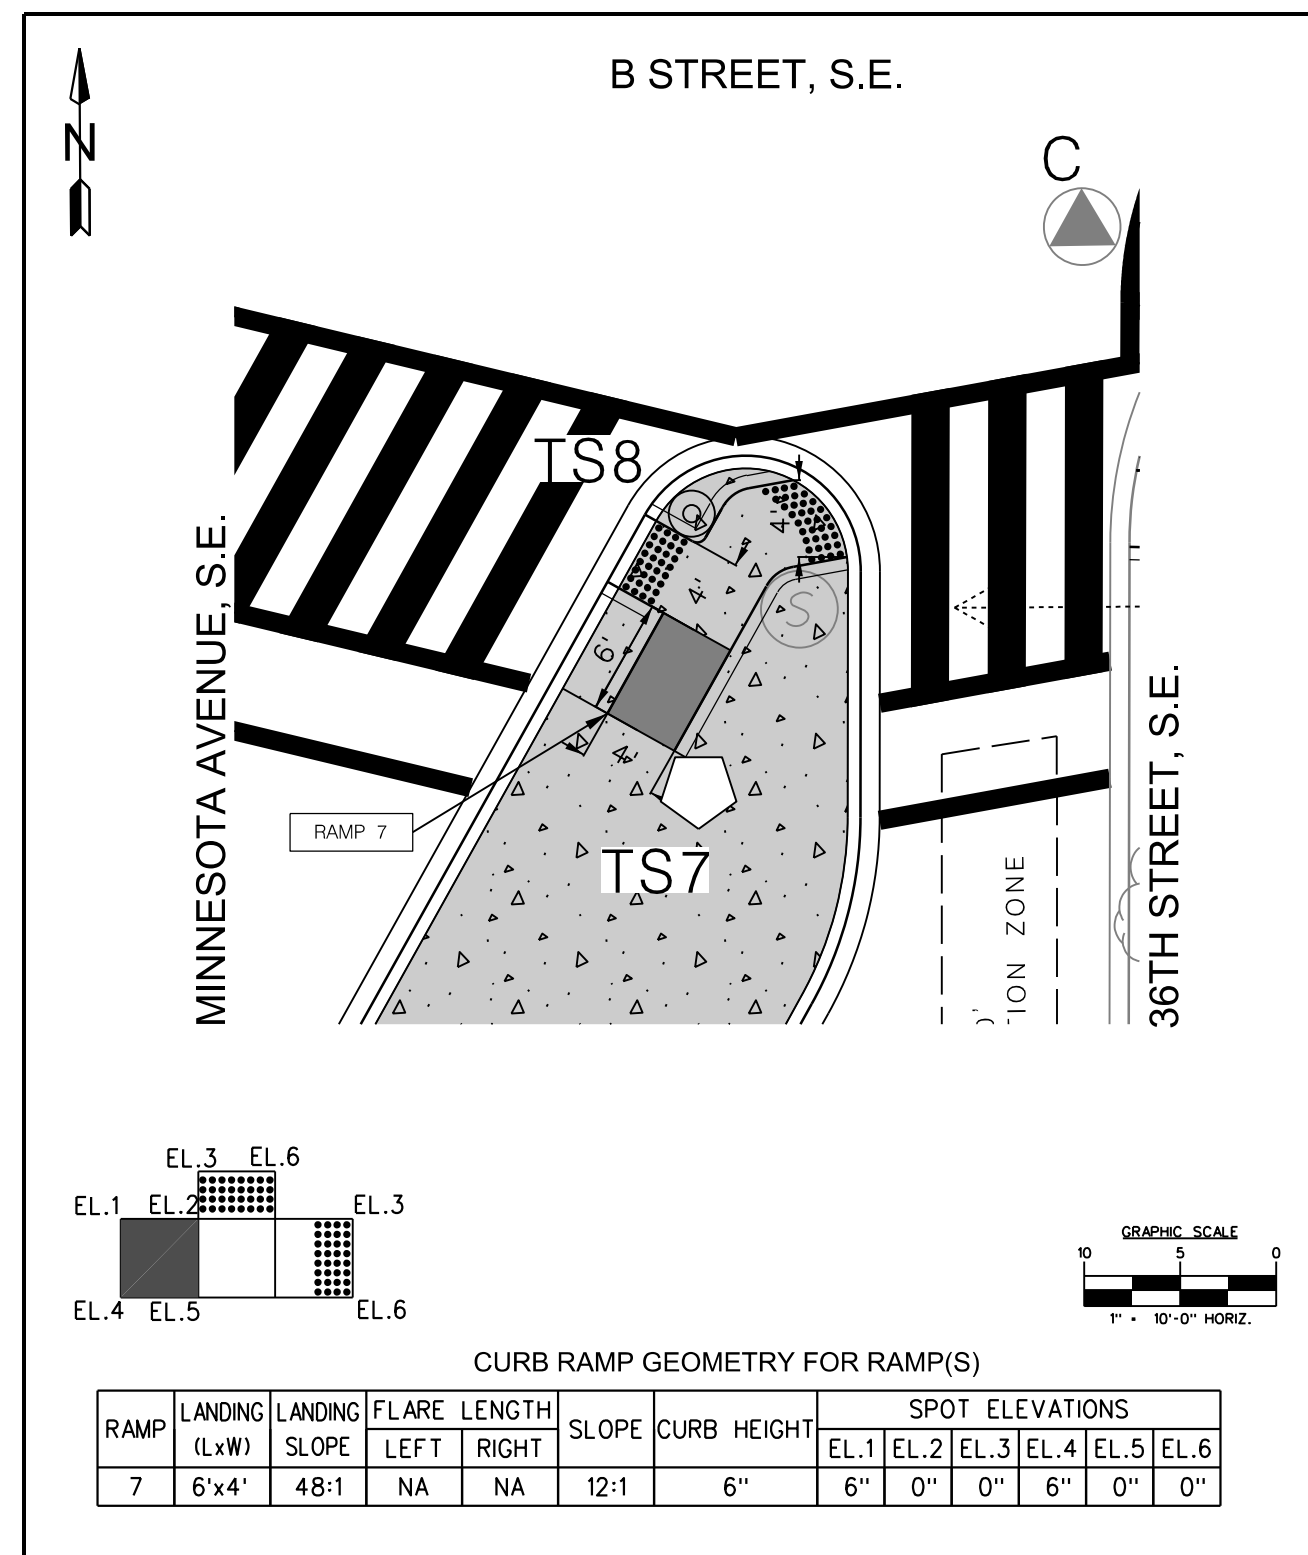 B STREET, S.E.
N
C
TS8
Q
4'
4'
S
6'
4'
MINNESOTA AVENUE, S.E.
RAMP 7
TS7
36TH STREET, S.E.
TION ZONE
0'
EL.3 EL.6
EL.1 EL.2 EL.3
EL.4 EL.5 EL.6
GRAPHIC SCALE
10 5 0
1" = 10'-0" HORIZ.
CURB RAMP GEOMETRY FOR RAMP(S)
RAMP LANDING (LxW) LANDING SLOPE FLARE LENGTH SLOPE CURB HEIGHT SPOT ELEVATIONS
LEFT RIGHT EL.1 EL.2 EL.3 EL.4 EL.5 EL.6
7 6'x4' 48:1 NA NA 12:1 6" 6" 0" 0" 6" 0" 0"